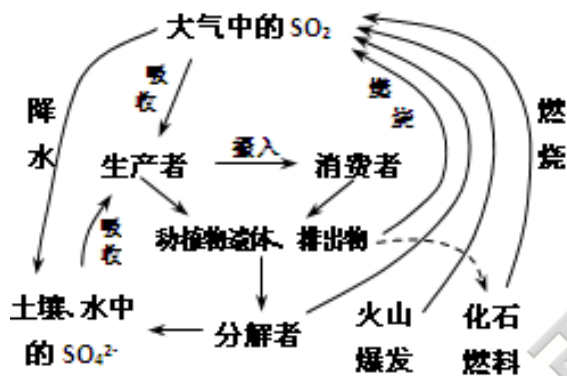 大气中的SO₂
吸收
燃烧
降水
燃烧
生产者
摄入
消费者
吸收
动植物遗体、排出物
土壤、水中
的SO₄²⁻
分解者
火山
爆发
化石
燃料